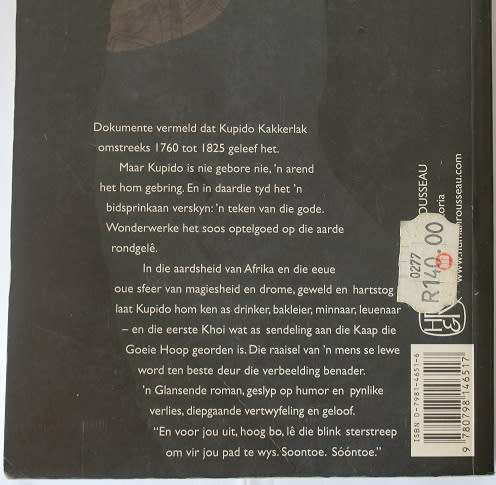 Dokumente vermeld dat Kupido Kakkerlak
omstreeks 1760 tot 1825 geleef het.
Maar Kupido is nie gebore nie, 'n arend
het hom gebring. En in daardie tyd het 'n
bidsprinkaan verskyn: 'n teken van die gode.
Wonderwerke het soos optelgoed op die aarde
rondgelê.
In die aardsheid van Afrika en die eeue
oue sfeer van magiesheid en drome, geweld en hartstog
laat Kupido hom ken as drinker, bakleier, minnaar, leuenaar
– en die eerste Khoi wat as sendeling aan die Kaap die
Goeie Hoop georden is. Die raaisel van 'n mens se lewe
word ten beste deur die verbeelding benader.
'n Glansende roman, geslyp op humor en pynlike
verlies, diepgaande vertwyfeling en geloof.
"En voor jou uit, hoog bo, lê die blink sterstreep
om vir jou pad te wys. Soontoe. Sóóntoe."
ROUSSEAU
oria
www.humanrousseau.com
0277
R140.00
H&R
ISBN 0-7981-4651-6
9 780798 146517